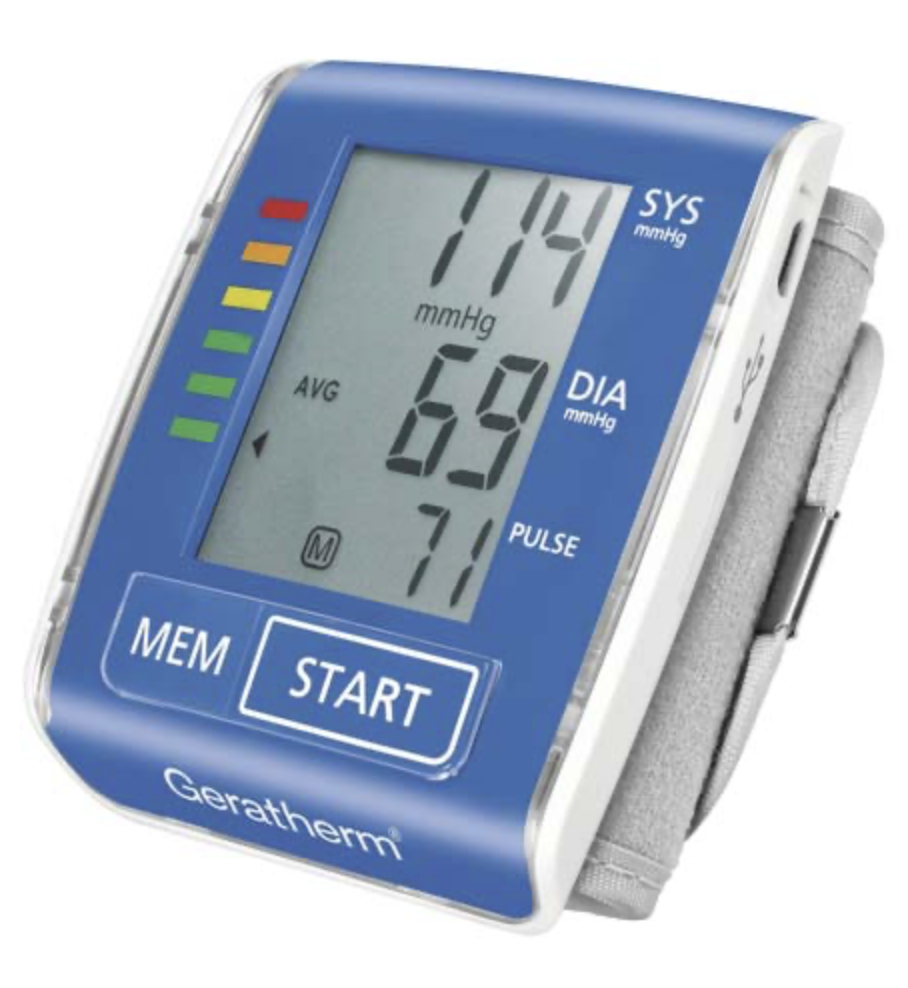 114
SYS
mmHg
mmHg
AVG
69
DIA
mmHg
M
71
PULSE
MEM
START
Geratherm®